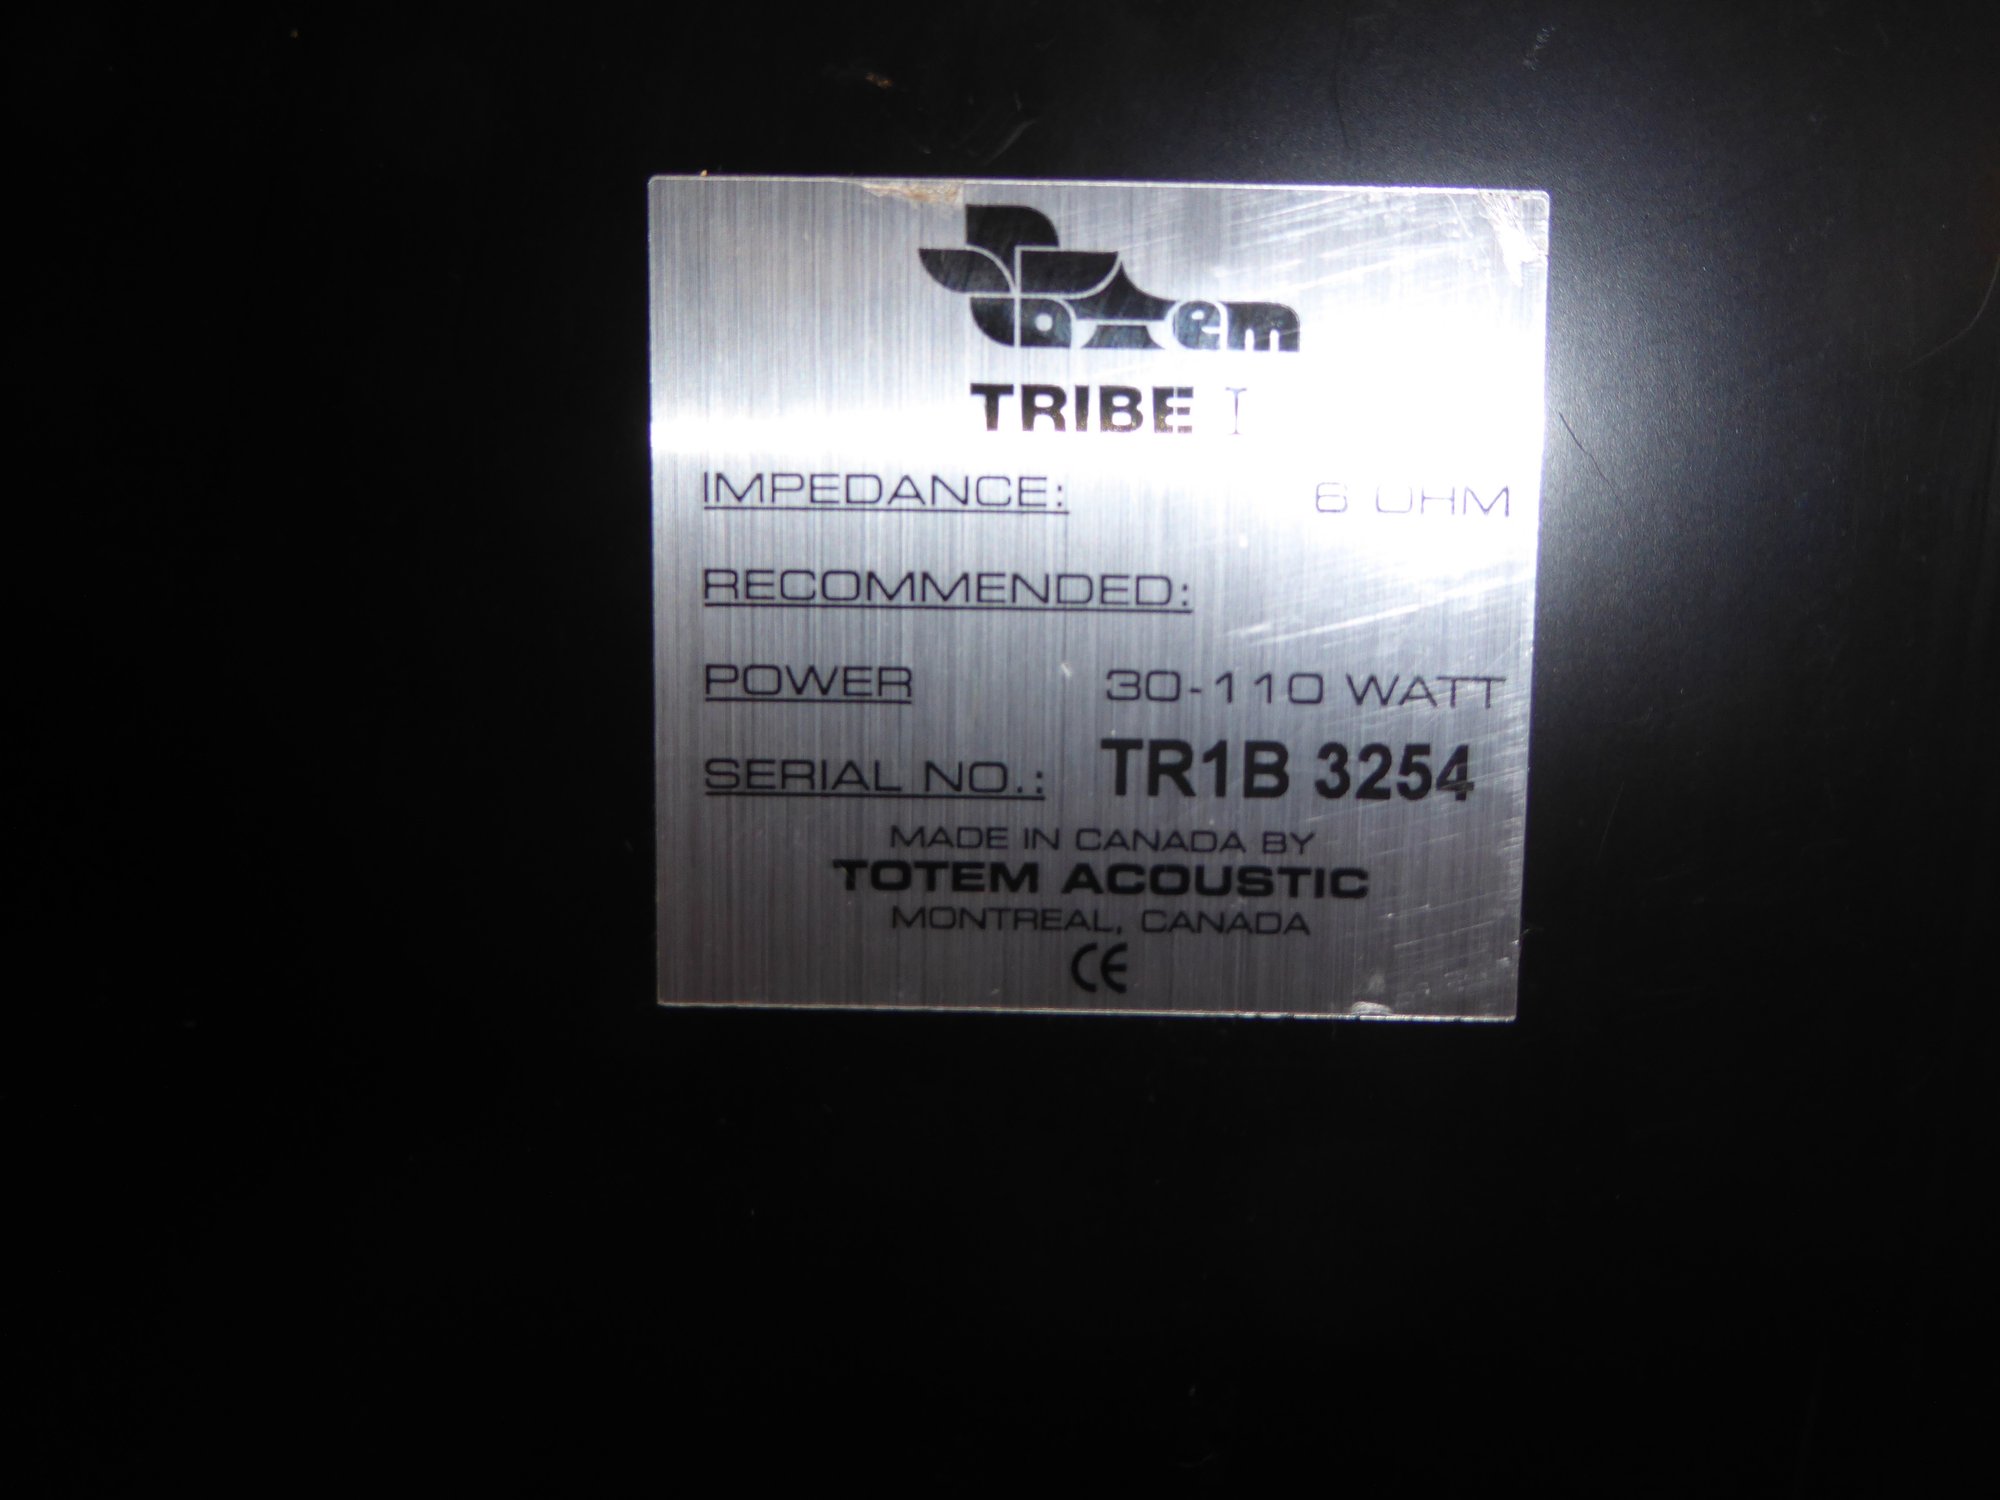 Totem
TRIBE I
IMPEDANCE: 6 OHM
RECOMMENDED:
POWER 30-110 WATT
SERIAL NO.: TR1B 3254
MADE IN CANADA BY
TOTEM ACOUSTIC
MONTREAL, CANADA
CE